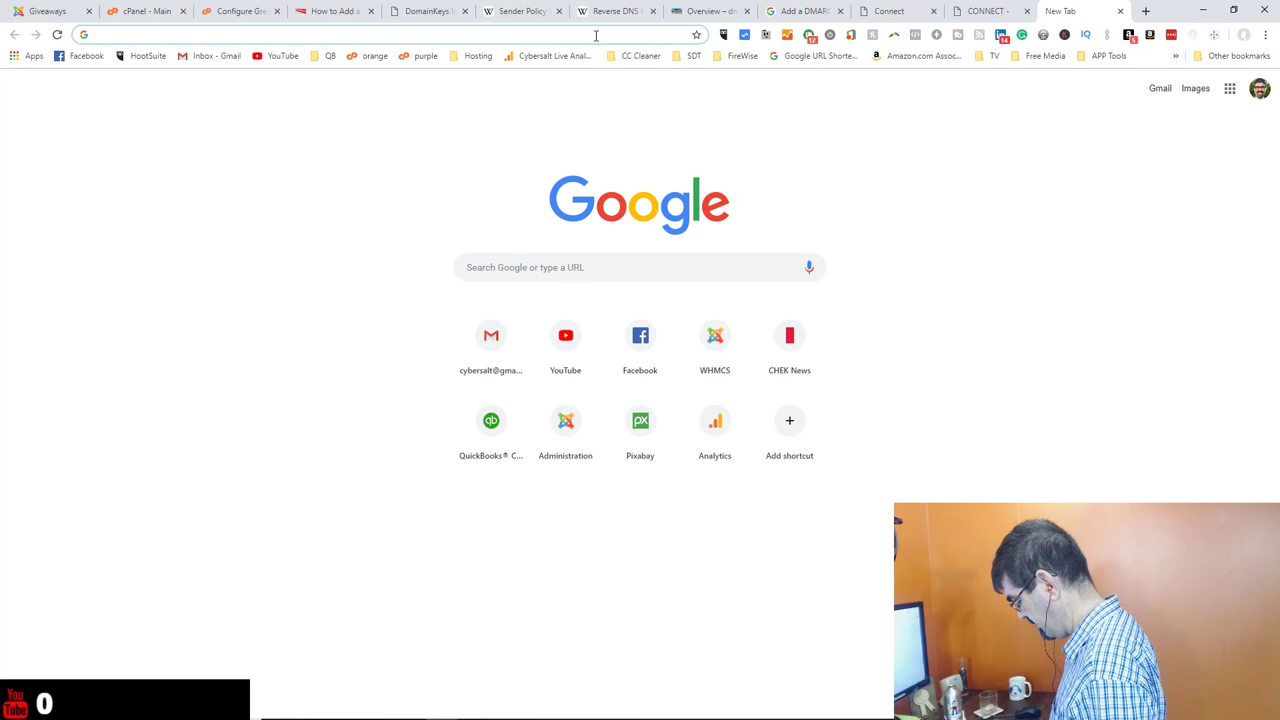 Giveaways
cPanel - Main
Configure Gre
How to Add a
DomainKeys I
Sender Policy
Reverse DNS l
Overview – d
Add a DMARC
Connect
CONNECT -
New Tab
Apps
Facebook
HootSuite
Inbox - Gmail
YouTube
QB
orange
purple
Hosting
Cybersalt Live Anal...
CC Cleaner
SDT
FireWise
Google URL Shorte...
Amazon.com Assoc...
TV
Free Media
APP Tools
»
Other bookmarks
Gmail
Images
Google
Search Google or type a URL
cybersalt@gma...
YouTube
Facebook
WHMCS
CHEK News
QuickBooks® C...
Administration
Pixabay
Analytics
Add shortcut
You
Tube
0